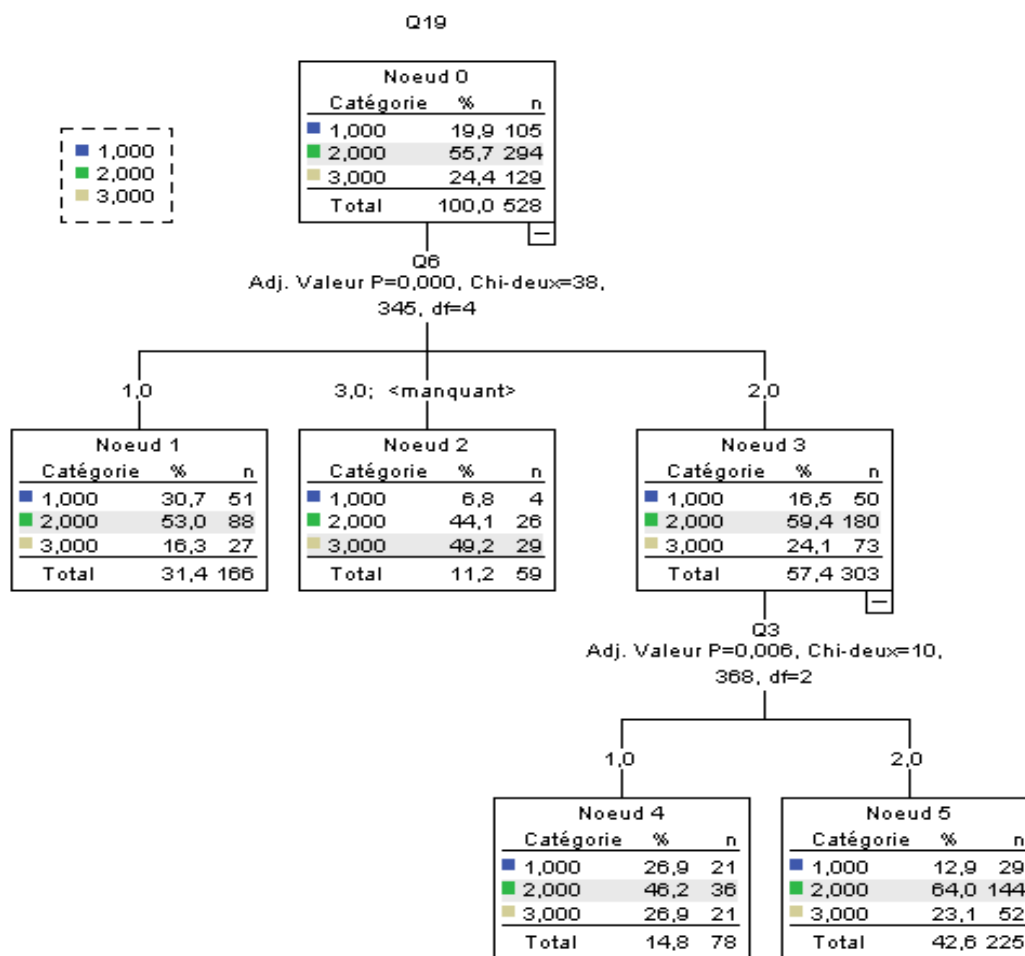 Q19
Noeud 0
Catégorie % n
1,000 19,9 105
2,000 55,7 294
3,000 24,4 129
Total 100,0 528
1,000
2,000
3,000
Q6
Adj. Valeur P=0,000, Chi-deux=38,
345, df=4
1,0
3,0; <manquant>
2,0
Noeud 1
Catégorie % n
1,000 30,7 51
2,000 53,0 88
3,000 16,3 27
Total 31,4 166
Noeud 2
Catégorie % n
1,000 6,8 4
2,000 44,1 26
3,000 49,2 29
Total 11,2 59
Noeud 3
Catégorie % n
1,000 16,5 50
2,000 59,4 180
3,000 24,1 73
Total 57,4 303
Q3
Adj. Valeur P=0,006, Chi-deux=10,
368, df=2
1,0
2,0
Noeud 4
Catégorie % n
1,000 26,9 21
2,000 46,2 36
3,000 26,9 21
Total 14,8 78
Noeud 5
Catégorie % n
1,000 12,9 29
2,000 64,0 144
3,000 23,1 52
Total 42,6 225